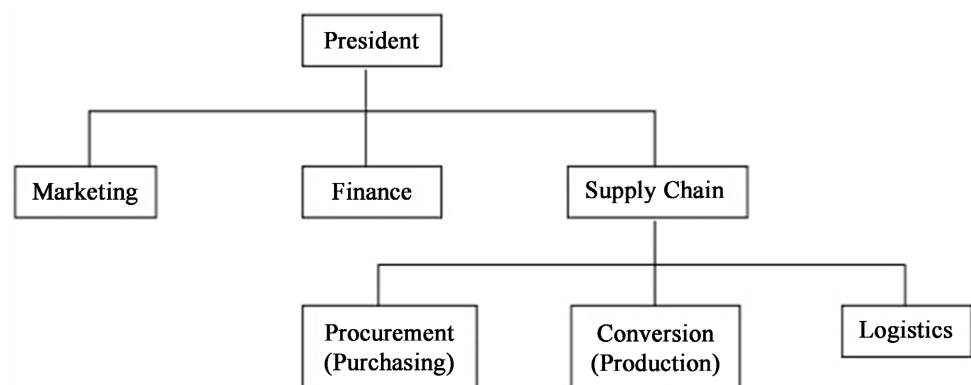 President
Marketing
Finance
Supply Chain
Procurement
(Purchasing)
Conversion
(Production)
Logistics